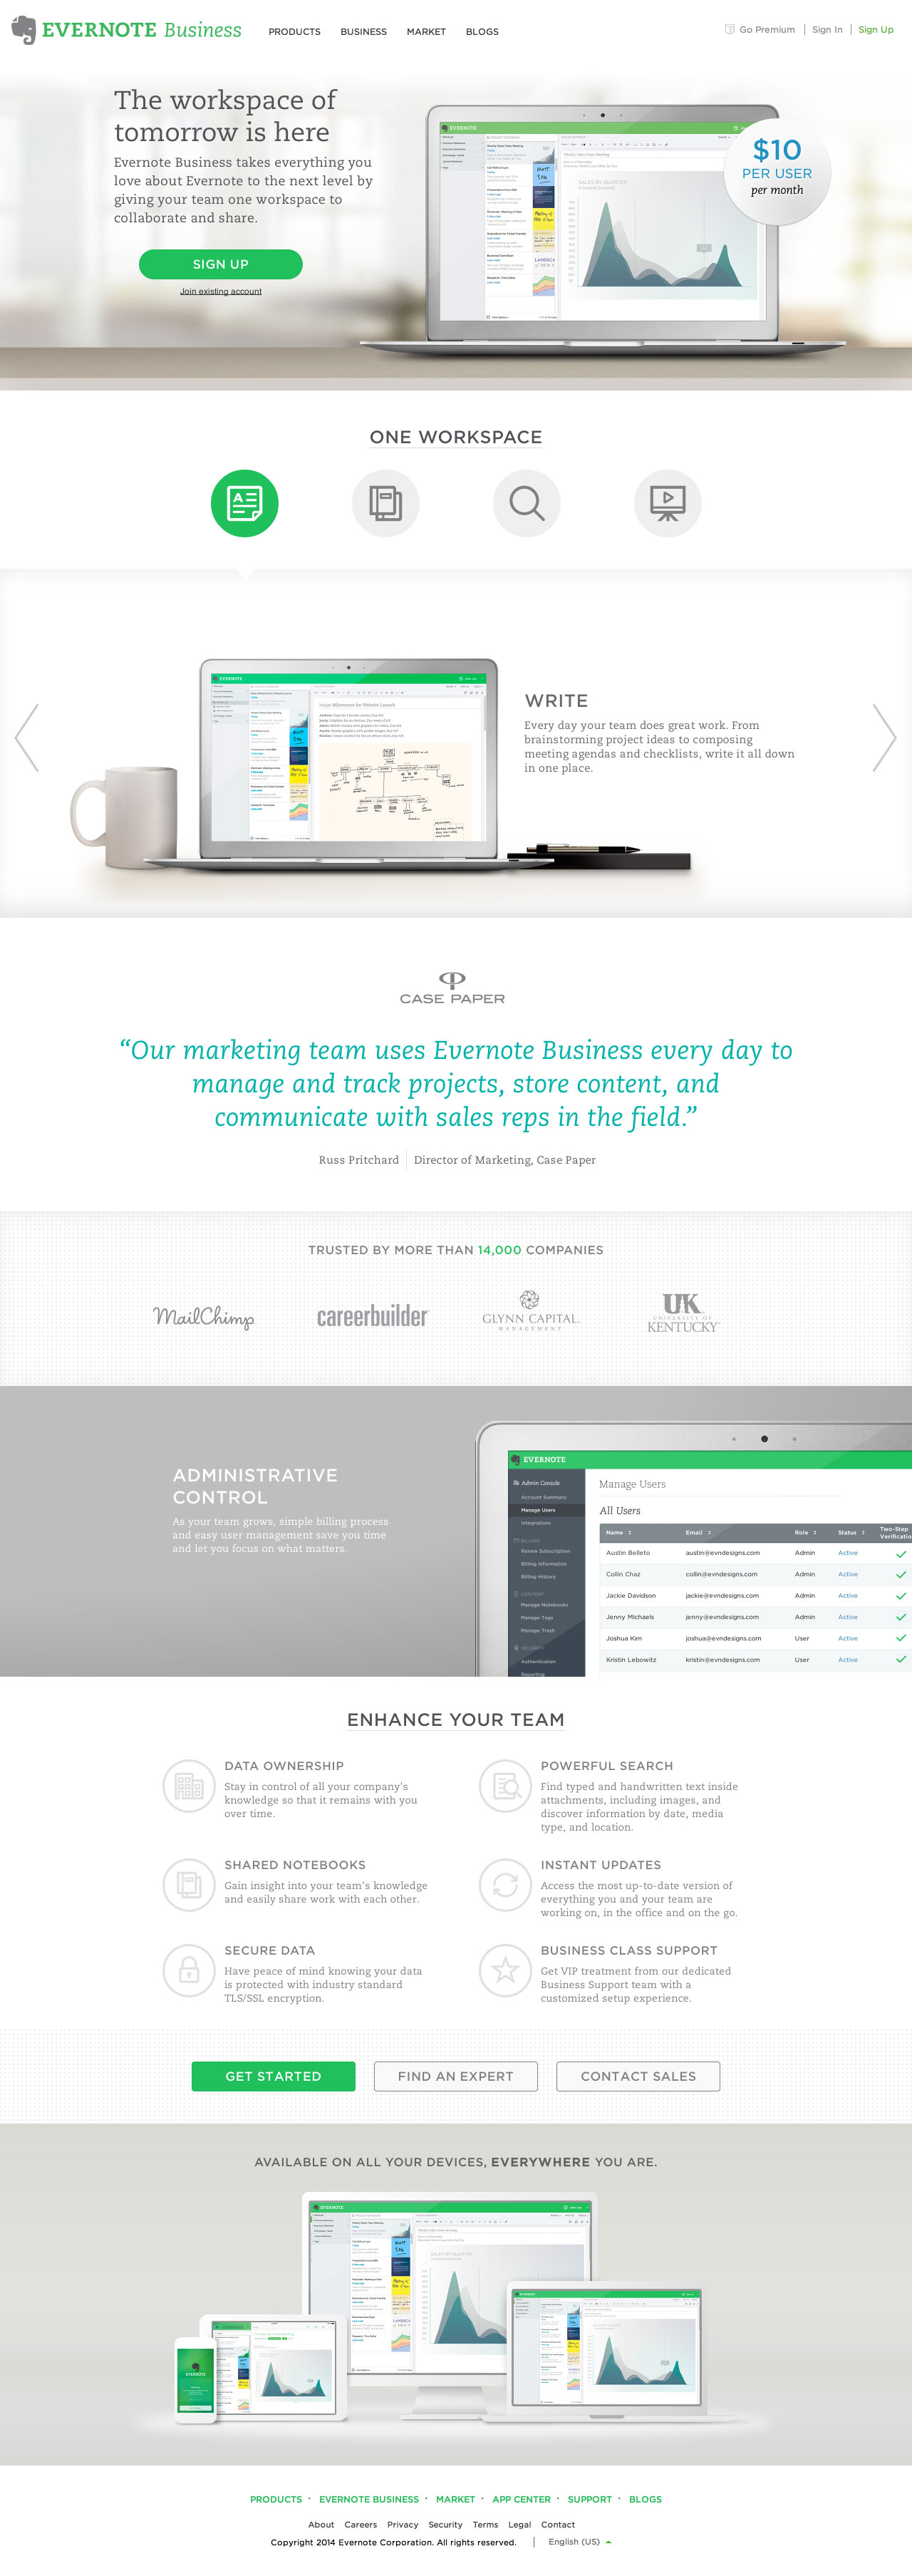 EVERNOTE Business
PRODUCTS BUSINESS MARKET BLOGS
Go Premium | Sign In | Sign Up
The workspace of
tomorrow is here
Evernote Business takes everything you
love about Evernote to the next level by
giving your team one workspace to
collaborate and share.
SIGN UP
Join existing account
EVERNOTE
SALES BY QUARTER
$10
PER USER
per month
ONE WORKSPACE
EVERNOTE
Major Milestones for Website Launch
WRITE
Every day your team does great work. From
brainstorming project ideas to composing
meeting agendas and checklists, write it all down
in one place.
CASE PAPER
“Our marketing team uses Evernote Business every day to
manage and track projects, store content, and
communicate with sales reps in the field.”
Russ Pritchard | Director of Marketing, Case Paper
TRUSTED BY MORE THAN 14,000 COMPANIES
MailChimp
careerbuilder
GLYNN CAPITAL
MANAGEMENT
UK
UNIVERSITY OF
KENTUCKY
ADMINISTRATIVE
CONTROL
As your team grows, simple billing process
and easy user management save you time
and let you focus on what matters.
EVERNOTE
Admin Console
Account Summary
Manage Users
Integrations
BILLING
Renew Subscription
Billing Information
Billing History
CONTENT
Manage Notebooks
Manage Tags
Manage Trash
SECURITY
Authentication
Reporting
Manage Users
All Users
Name Email Role Status Two-Step
Verificatio
Austin Belleto austin@evndesigns.com Admin Active
Collin Chaz collin@evndesigns.com Admin Active
Jackie Davidson jackie@evndesigns.com Admin Active
Jenny Michaels jenny@evndesigns.com Admin Active
Joshua Kim joshua@evndesigns.com User Active
Kristin Lebowitz kristin@evndesigns.com User Active
ENHANCE YOUR TEAM
DATA OWNERSHIP
Stay in control of all your company's
knowledge so that it remains with you
over time.
POWERFUL SEARCH
Find typed and handwritten text inside
attachments, including images, and
discover information by date, media
type, and location.
SHARED NOTEBOOKS
Gain insight into your team's knowledge
and easily share work with each other.
INSTANT UPDATES
Access the most up-to-date version of
everything you and your team are
working on, in the office and on the go.
SECURE DATA
Have peace of mind knowing your data
is protected with industry standard
TLS/SSL encryption.
BUSINESS CLASS SUPPORT
Get VIP treatment from our dedicated
Business Support team with a
customized setup experience.
GET STARTED
FIND AN EXPERT
CONTACT SALES
AVAILABLE ON ALL YOUR DEVICES, EVERYWHERE YOU ARE.
EVERNOTE
SALES BY QUARTER
EVERNOTE
EVERNOTE
PRODUCTS · EVERNOTE BUSINESS · MARKET · APP CENTER · SUPPORT · BLOGS
About Careers Privacy Security Terms Legal Contact
Copyright 2014 Evernote Corporation. All rights reserved. | English (US)